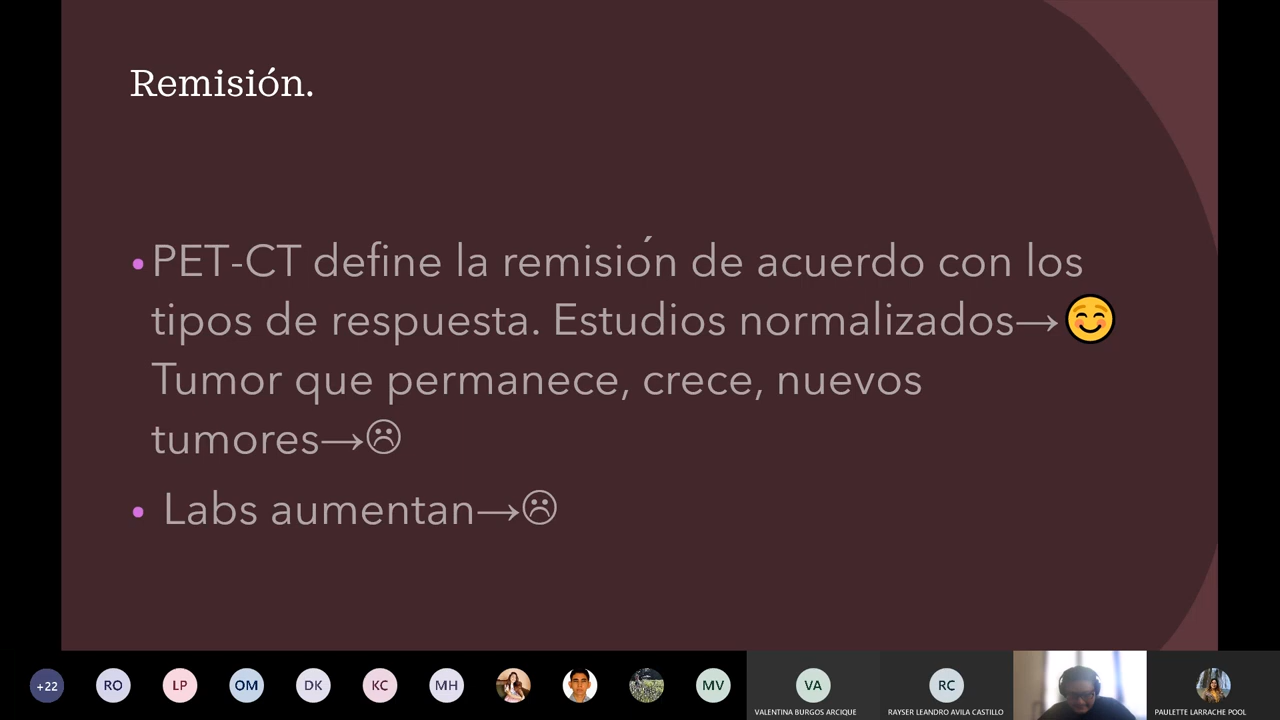 Remisión.
•PET-CT define la remisión de acuerdo con los
tipos de respuesta. Estudios normalizados→😊
Tumor que permanece, crece, nuevos
tumores→☹
• Labs aumentan→☹
+22 RO LP OM DK KC MH MV VA RC
VALENTINA BURGOS ARCIQUE RAYSER LEANDRO AVILA CASTILLO PAULETTE LARRACHE POOL